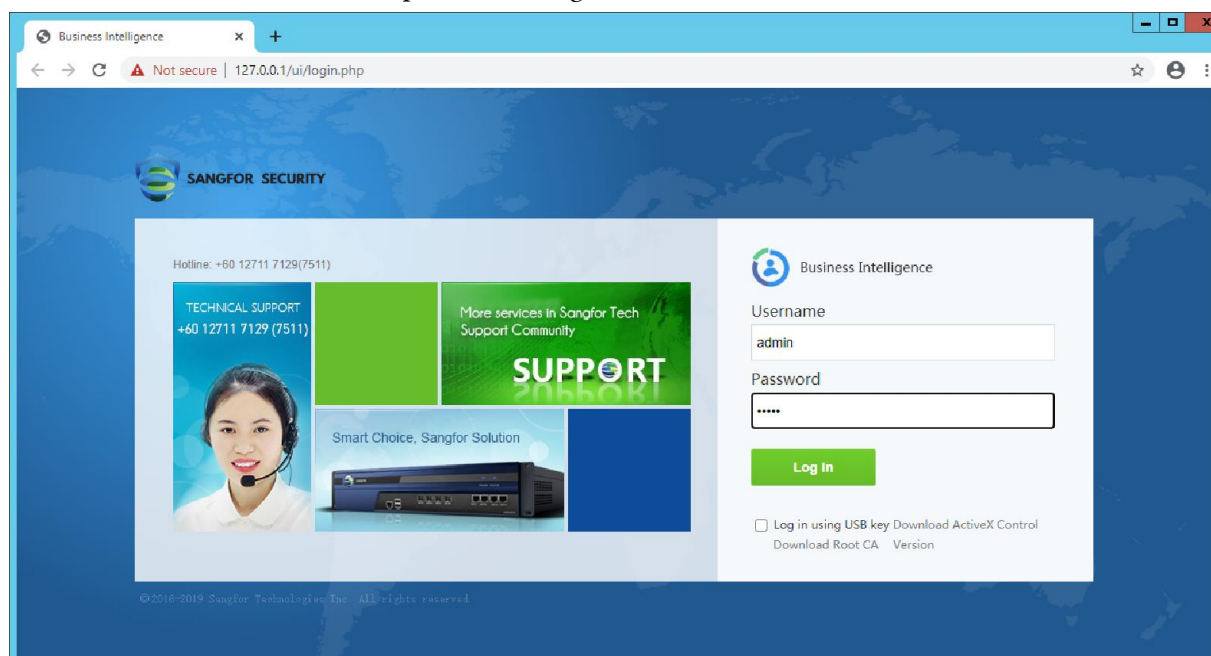 Business Intelligence
Not secure | 127.0.0.1/ui/login.php
SANGFOR SECURITY
Hotline: +60 12711 7129(7511)
TECHNICAL SUPPORT
+60 12711 7129 (7511)
More services in Sangfor Tech
Support Community
SUPPORT
Smart Choice, Sangfor Solution
Business Intelligence
Username
admin
Password
•••••
Log In
Log in using USB key Download ActiveX Control
Download Root CA Version
©2016-2019 Sangfor Technologies Inc. All rights reserved